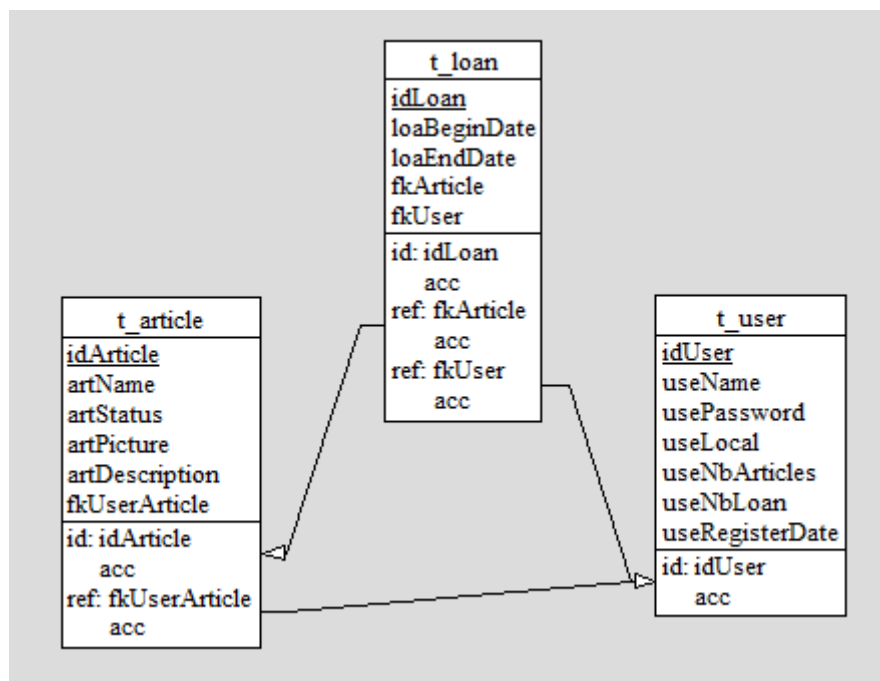 t_loan
idLoan
loaBeginDate
loaEndDate
fkArticle
fkUser
id: idLoan
acc
ref: fkArticle
acc
ref: fkUser
acc
t_article
idArticle
artName
artStatus
artPicture
artDescription
fkUserArticle
id: idArticle
acc
ref: fkUserArticle
acc
t_user
idUser
useName
usePassword
useLocal
useNbArticles
useNbLoan
useRegisterDate
id: idUser
acc